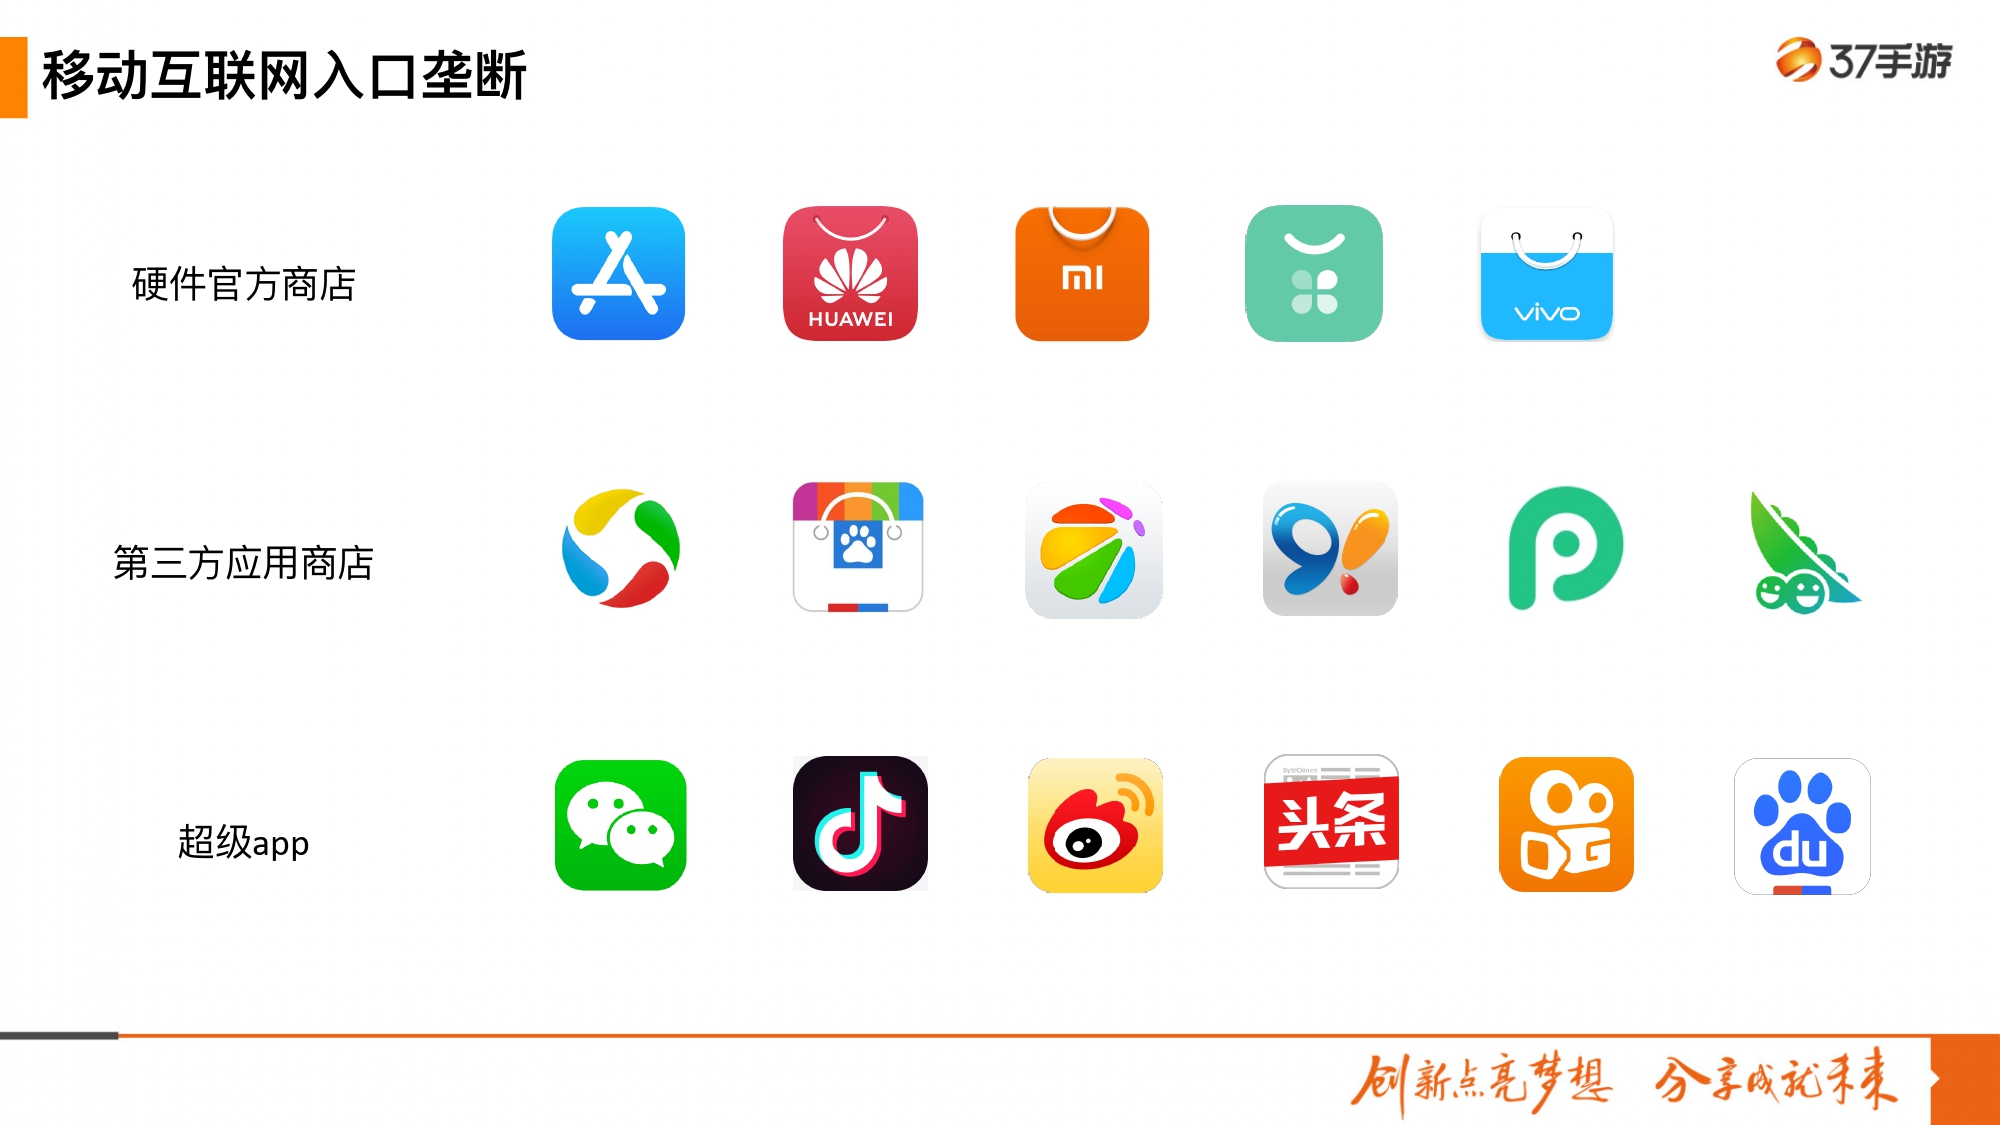 移动互联网入口垄断
37手游
硬件官方商店
HUAWEI
mi
vivo
第三方应用商店
超级app
ByteDance
头条
du
创新点亮梦想 分享成就未来